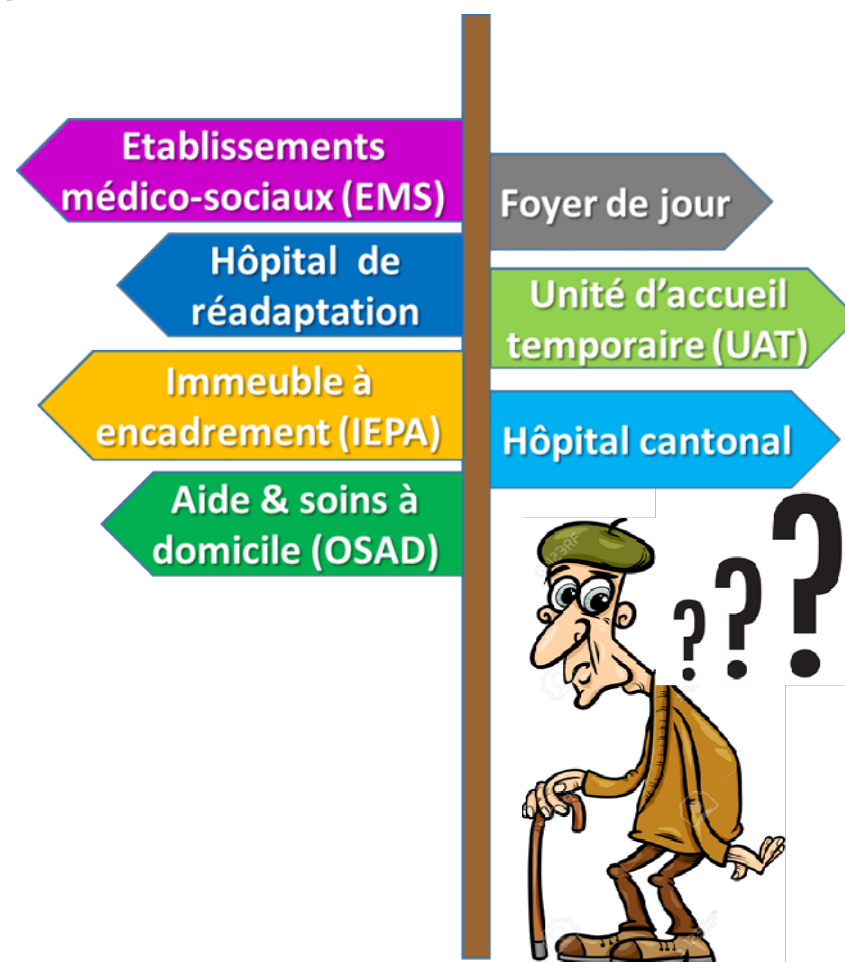 Etablissements
médico-sociaux (EMS)
Foyer de jour
Hôpital de
réadaptation
Unité d'accueil
temporaire (UAT)
Immeuble à
encadrement (IEPA)
Hôpital cantonal
Aide & soins à
domicile (OSAD)
? ? ?
123RF